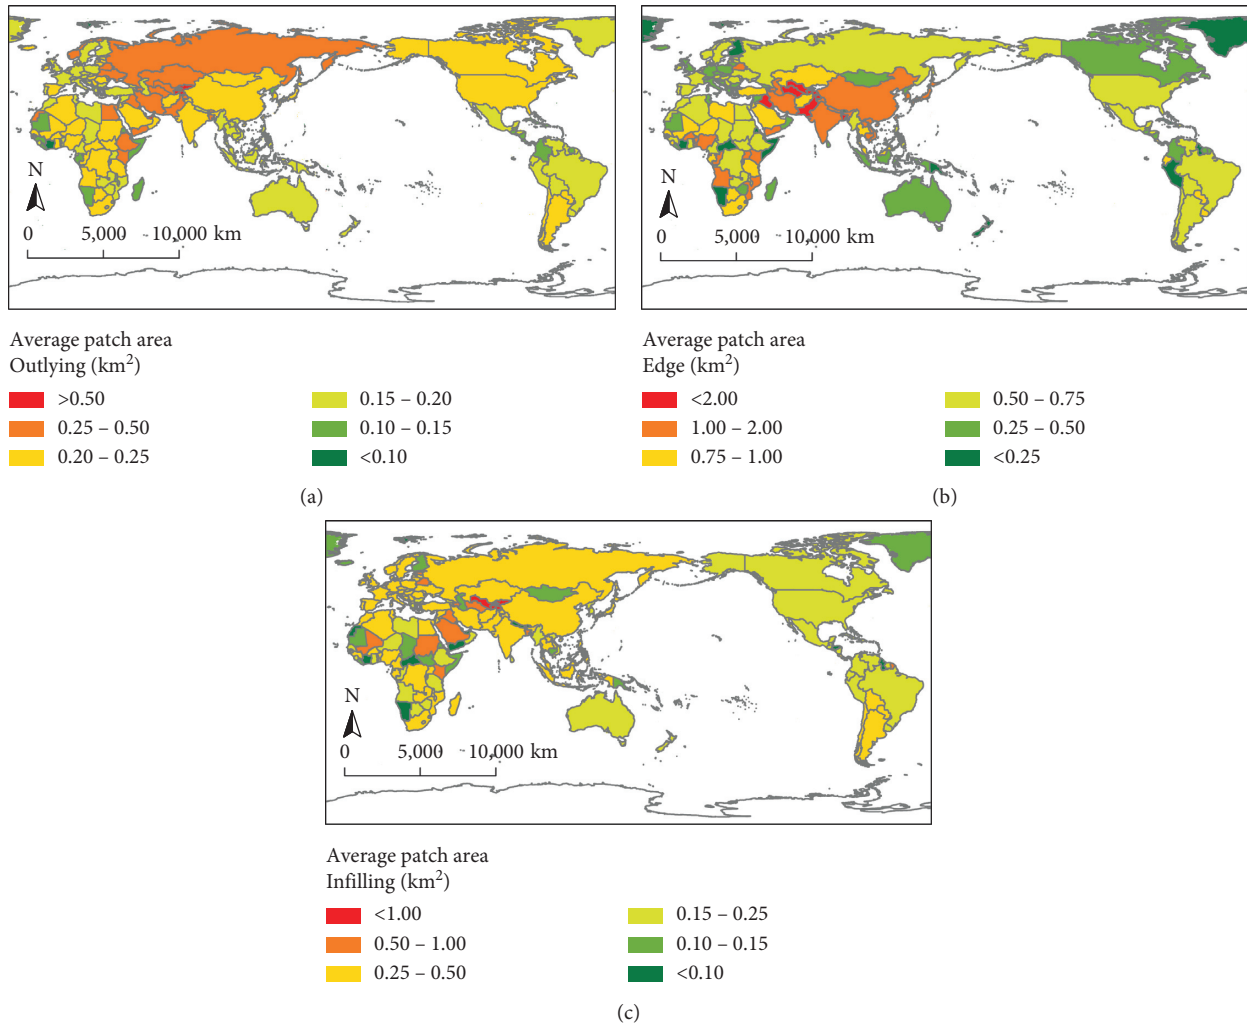 N
0 5,000 10,000 km
Average patch area
Outlying (km²)
>0.50
0.25 – 0.50
0.20 – 0.25
0.15 – 0.20
0.10 – 0.15
<0.10
(a)
N
0 5,000 10,000 km
Average patch area
Edge (km²)
<2.00
1.00 – 2.00
0.75 – 1.00
0.50 – 0.75
0.25 – 0.50
<0.25
(b)
N
0 5,000 10,000 km
Average patch area
Infilling (km²)
<1.00
0.50 – 1.00
0.25 – 0.50
0.15 – 0.25
0.10 – 0.15
<0.10
(c)